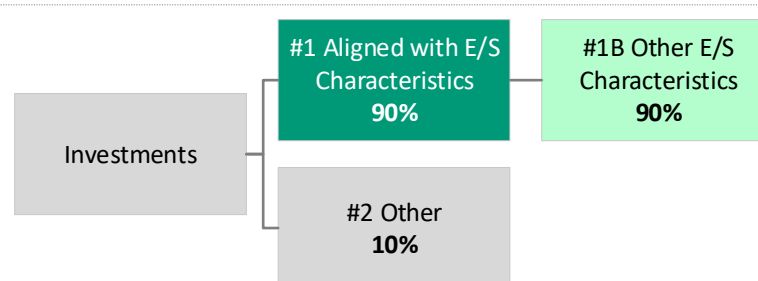 #1 Aligned with E/S
Characteristics
90%
#1B Other E/S
Characteristics
90%
Investments
#2 Other
10%